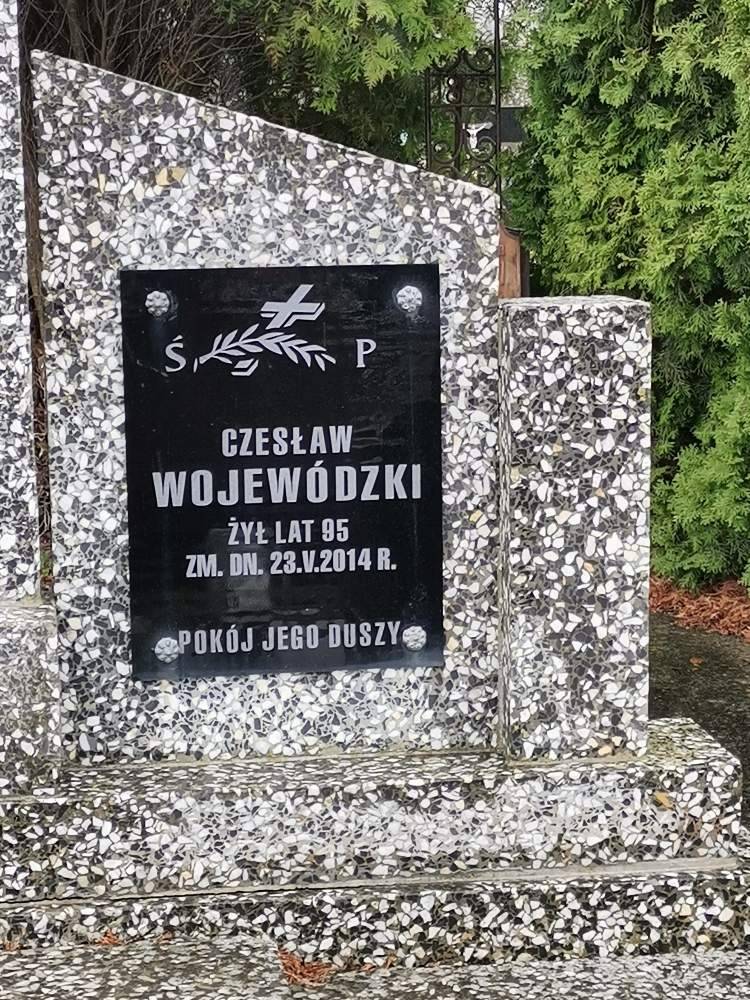 Ś P
CZESŁAW
WOJEWÓDZKI
ŻYŁ LAT 95
ZM. DN. 23.V.2014 R.
POKÓJ JEGO DUSZY